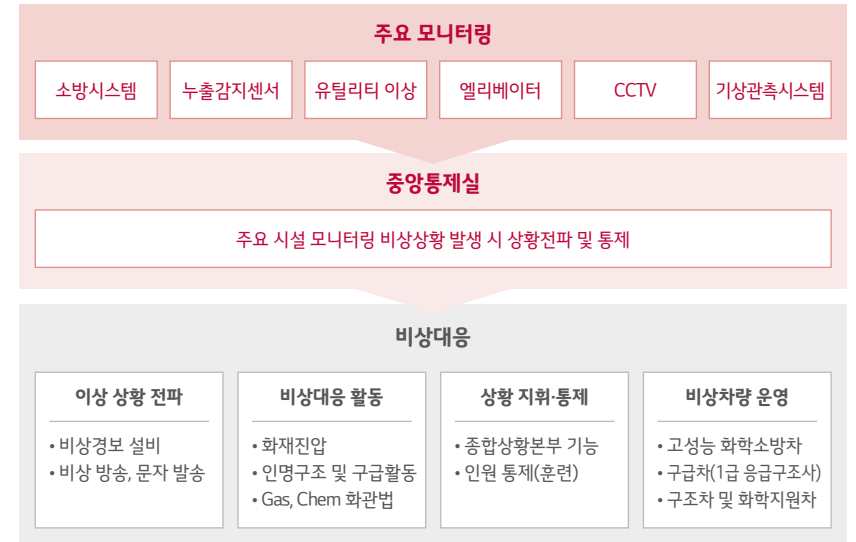 주요 모니터링
소방시스템
누출감지센서
유틸리티 이상
엘리베이터
CCTV
기상관측시스템
중앙통제실
주요 시설 모니터링 비상상황 발생 시 상황전파 및 통제
비상대응
이상 상황 전파
• 비상경보 설비
• 비상 방송, 문자 발송
비상대응 활동
• 화재진압
• 인명구조 및 구급활동
• Gas, Chem 화관법
상황 지휘·통제
• 종합상황본부 기능
• 인원 통제(훈련)
비상차량 운영
• 고성능 화학소방차
• 구급차(1급 응급구조사)
• 구조차 및 화학지원차